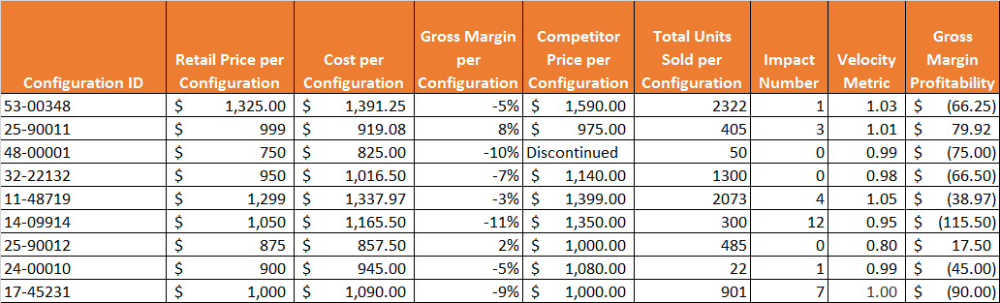 Configuration ID Retail Price per Configuration Cost per Configuration Gross Margin per Configuration Competitor Price per Configuration Total Units Sold per Configuration Impact Number Velocity Metric Gross Margin Profitability
53-00348 $ 1,325.00 $ 1,391.25 -5% $ 1,590.00 2322 1 1.03 $ (66.25)
25-90011 $ 999 $ 919.08 8% $ 975.00 405 3 1.01 $ 79.92
48-00001 $ 750 $ 825.00 -10% Discontinued 50 0 0.99 $ (75.00)
32-22132 $ 950 $ 1,016.50 -7% $ 1,140.00 1300 0 0.98 $ (66.50)
11-48719 $ 1,299 $ 1,337.97 -3% $ 1,399.00 2073 4 1.05 $ (38.97)
14-09914 $ 1,050 $ 1,165.50 -11% $ 1,350.00 300 12 0.95 $ (115.50)
25-90012 $ 875 $ 857.50 2% $ 1,000.00 485 0 0.80 $ 17.50
24-00010 $ 900 $ 945.00 -5% $ 1,080.00 22 1 0.99 $ (45.00)
17-45231 $ 1,000 $ 1,090.00 -9% $ 1,000.00 901 7 1.00 $ (90.00)